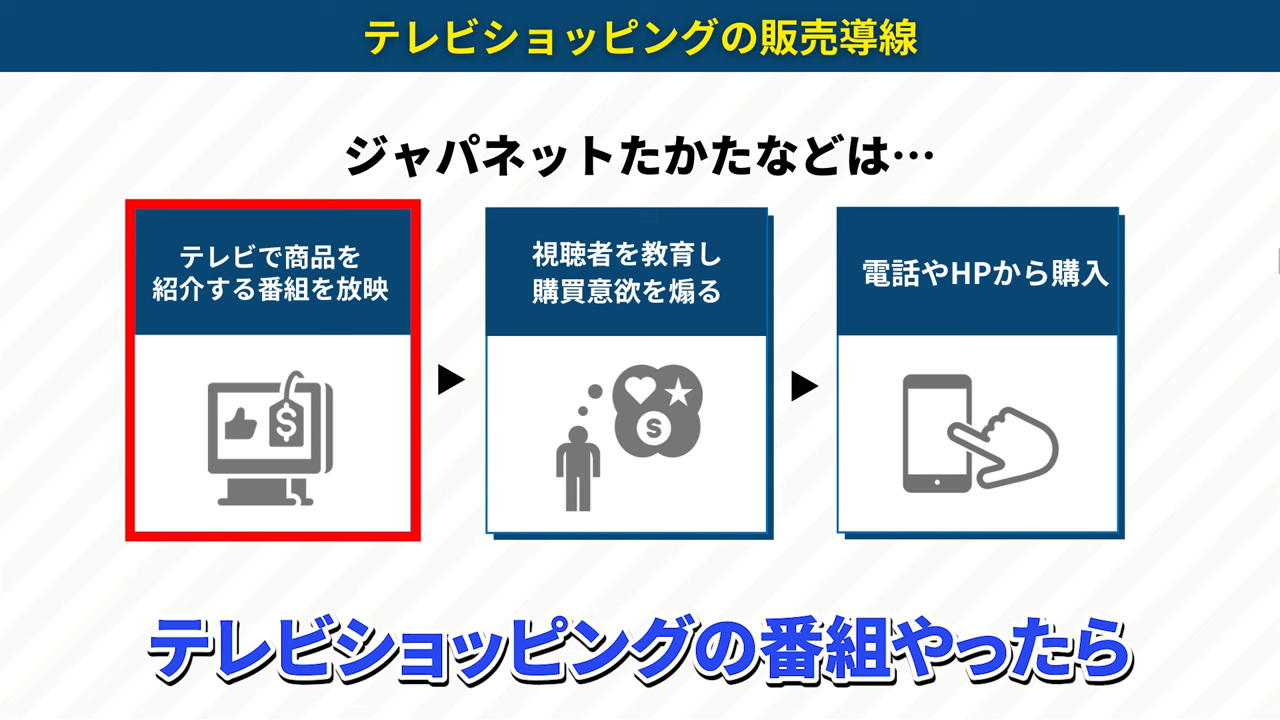 テレビショッピングの販売導線
ジャパネットたかたなどは…
テレビで商品を
紹介する番組を放映
視聴者を教育し
購買意欲を煽る
電話やHPから購入
$
$
テレビショッピングの番組やったら